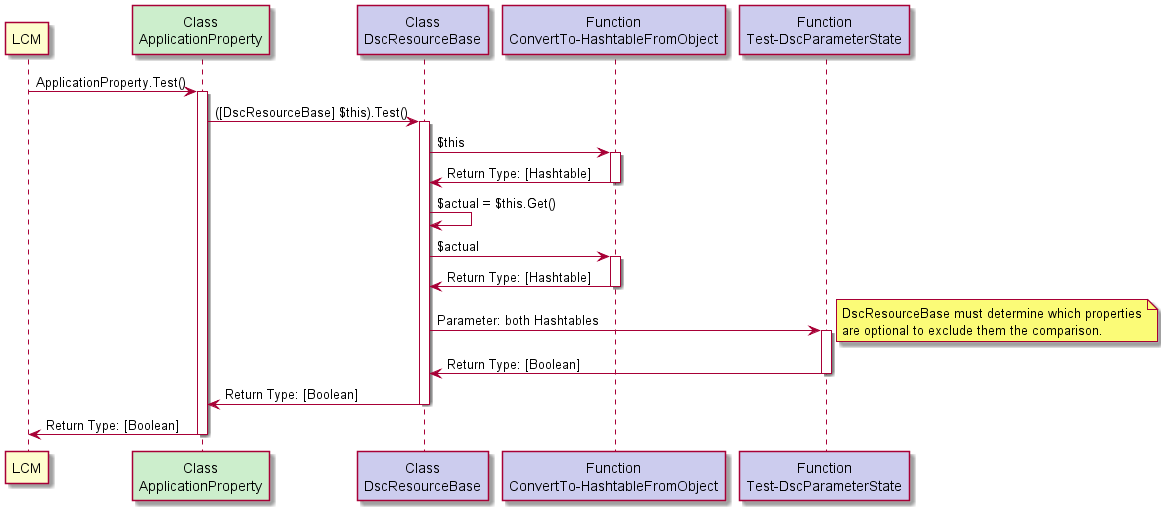 LCM
Class
ApplicationProperty
Class
DscResourceBase
Function
ConvertTo-HashtableFromObject
Function
Test-DscParameterState
ApplicationProperty.Test()
([DscResourceBase] $this).Test()
$this
Return Type: [Hashtable]
$actual = $this.Get()
$actual
Return Type: [Hashtable]
DscResourceBase must determine which properties
are optional to exclude them the comparison.
Parameter: both Hashtables
Return Type: [Boolean]
Return Type: [Boolean]
Return Type: [Boolean]
LCM
Class
ApplicationProperty
Class
DscResourceBase
Function
ConvertTo-HashtableFromObject
Function
Test-DscParameterState